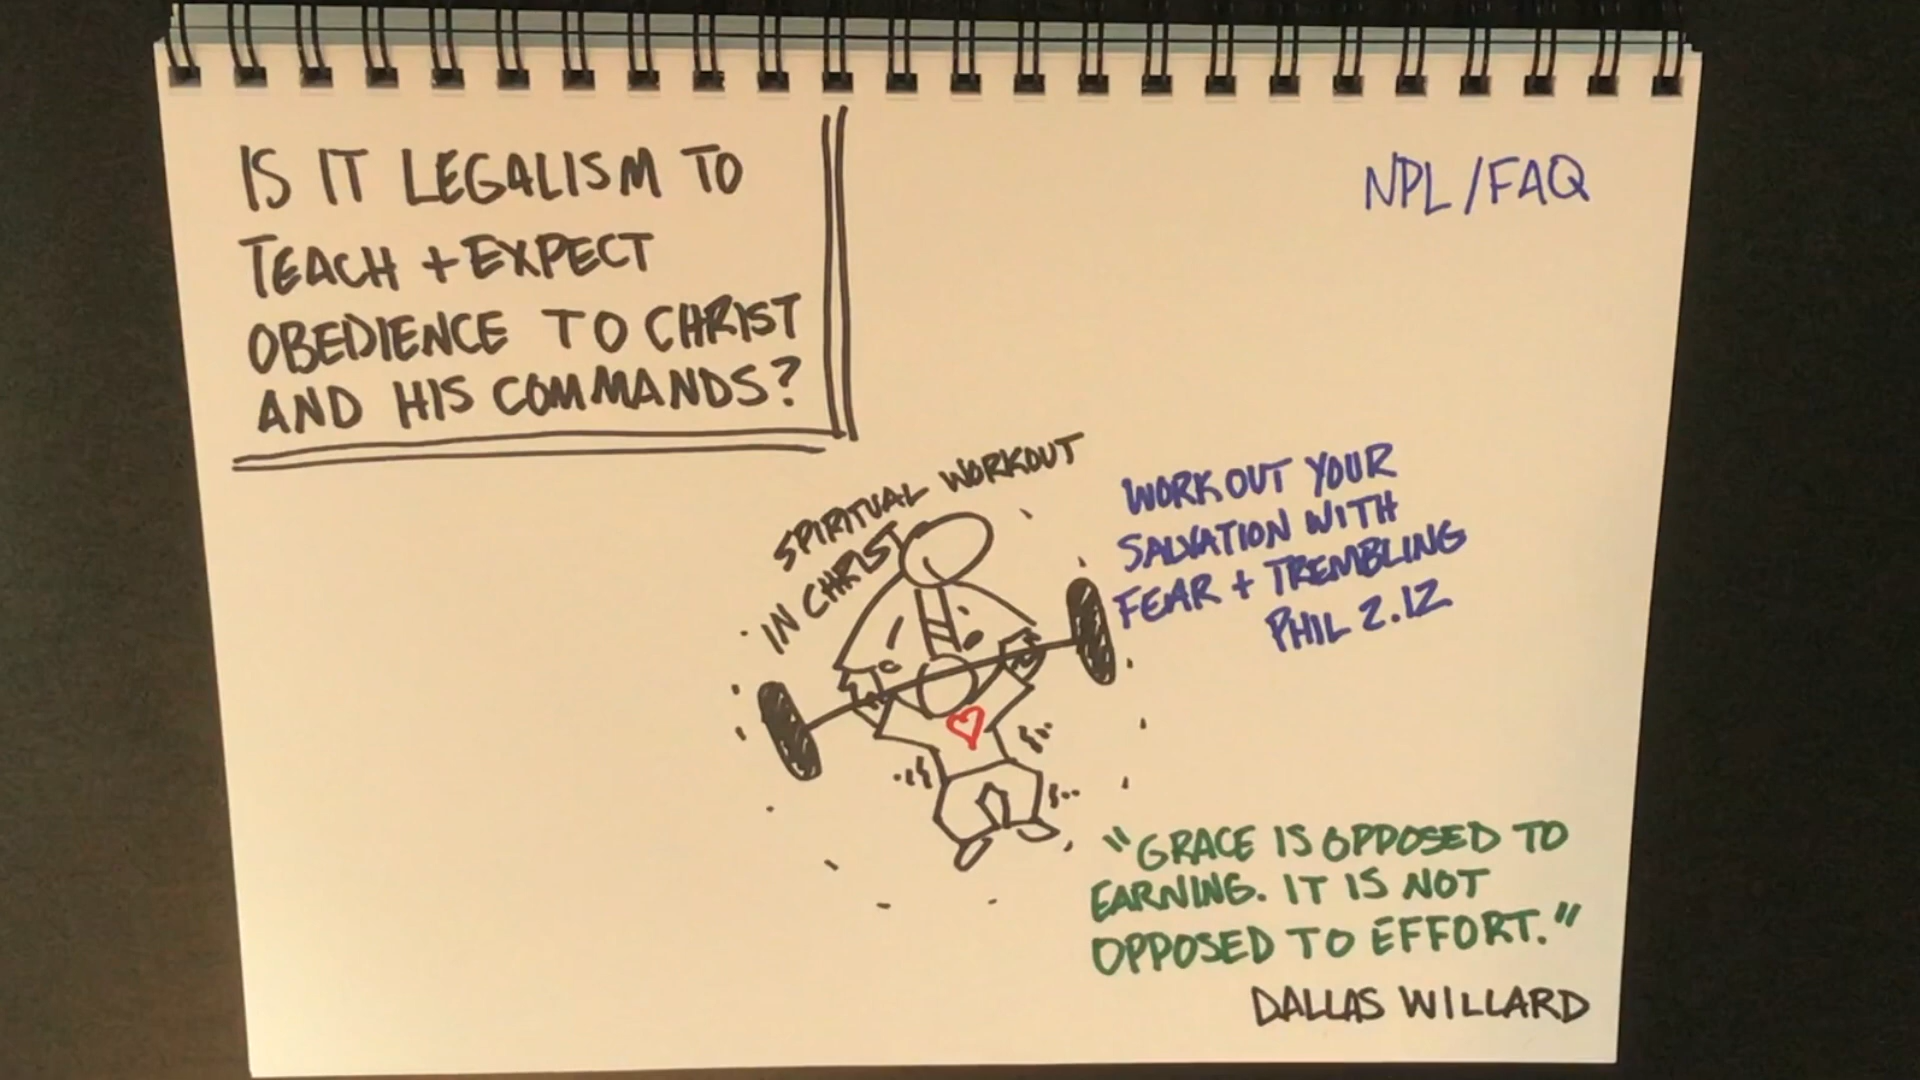 IS IT LEGALISM TO
TEACH + EXPECT
OBEDIENCE TO CHRIST
AND HIS COMMANDS?
NPL/FAQ
SPIRITUAL WORKOUT
IN CHRIST
WORK OUT YOUR
SALVATION WITH
FEAR + TREMBLING
PHIL 2.12
"GRACE IS OPPOSED TO
EARNING. IT IS NOT
OPPOSED TO EFFORT."
DALLAS WILLARD